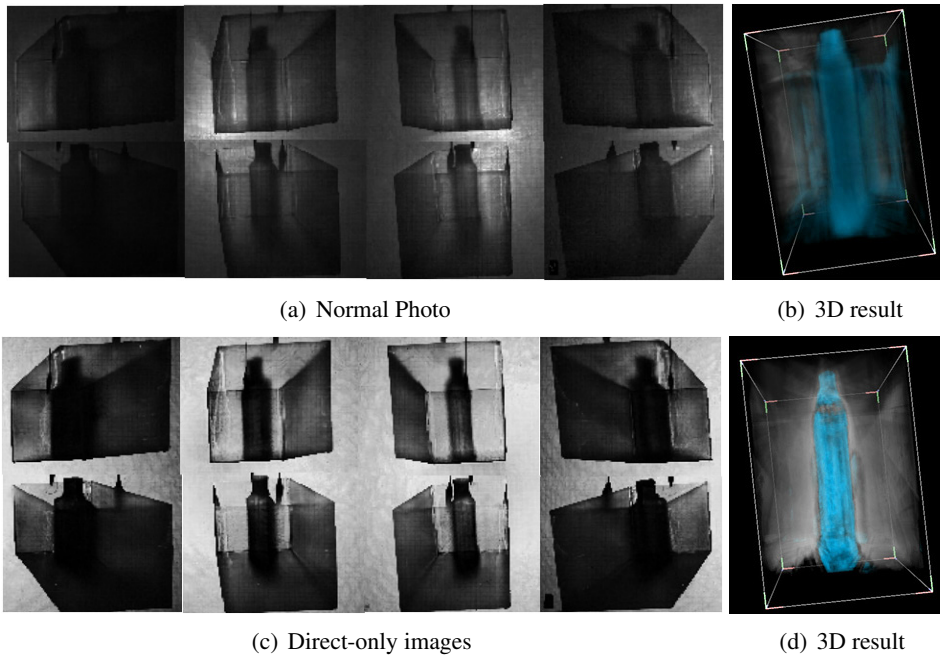 (a) Normal Photo
(b) 3D result
(c) Direct-only images
(d) 3D result